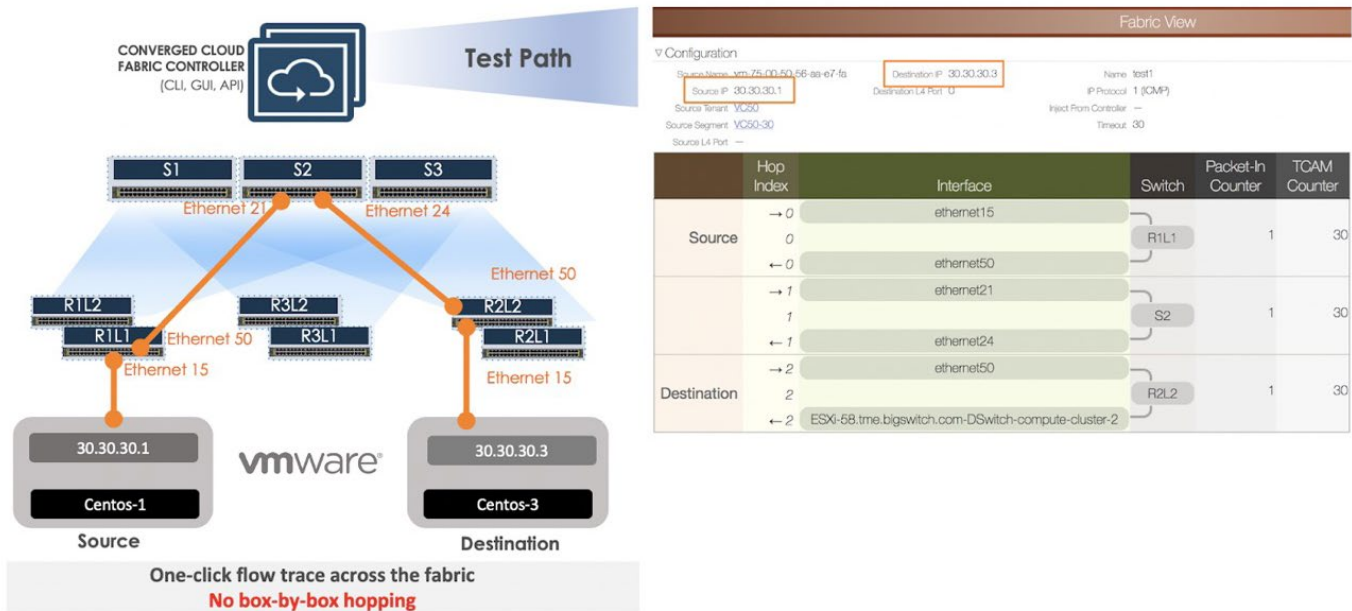 CONVERGED CLOUD
FABRIC CONTROLLER
(CLI, GUI, API)
Test Path
S1
S2
S3
Ethernet 21
Ethernet 24
Ethernet 50
R1L2
R3L2
R2L2
R1L1
R3L1
R2L1
Ethernet 50
Ethernet 15
Ethernet 15
30.30.30.1
Centos-1
vmware®
30.30.30.3
Centos-3
Source
Destination
One-click flow trace across the fabric
No box-by-box hopping
Fabric View
▽ Configuration
Source Name vm-75-00-50-56-aa-e7-fa Destination IP 30.30.30.3 Name test1
Source IP 30.30.30.1 Destination L4 Port 0 IP Protocol 1 (ICMP)
Source Tenant VC50 Inject From Controller —
Source Segment VC50-30 Timeout 30
Source L4 Port —
Hop Index Interface Switch Packet-In Counter TCAM Counter
→ 0 ethernet15
Source 0 R1L1 1 30
← 0 ethernet50
→ 1 ethernet21
1 S2 1 30
← 1 ethernet24
→ 2 ethernet50
Destination 2 R2L2 1 30
← 2 ESXi-58.tme.bigswitch.com-DSwitch-compute-cluster-2